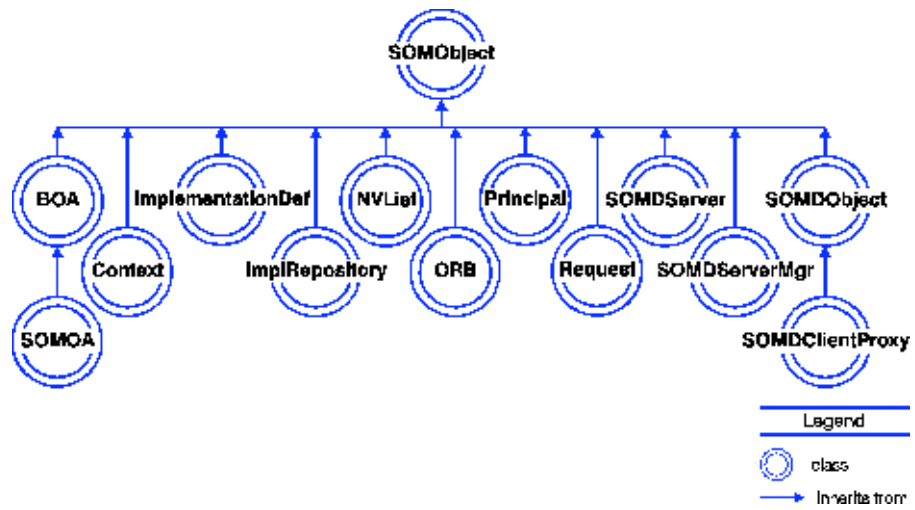 SOMObject
BOA
ImplementationDef
NVList
Principal
SOMDServer
SOMDObject
Context
ImplRepository
ORB
Request
SOMDServerMgr
SOMOA
SOMDClientProxy
Legend
class
Inherits from